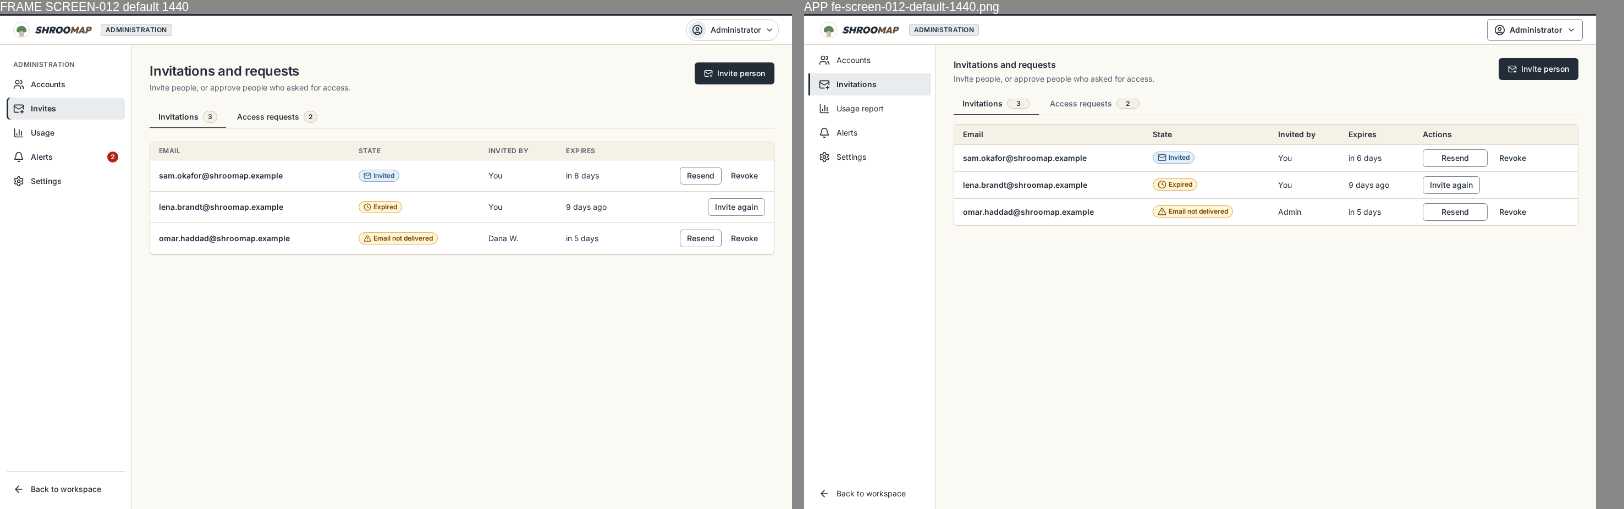 FRAME SCREEN-012 default 1440
SHROOMAP ADMINISTRATION Administrator
ADMINISTRATION
Accounts
Invites
Usage
Alerts 2
Settings
Back to workspace
Invitations and requests
Invite people, or approve people who asked for access.
Invite person
Invitations 3 Access requests 2
EMAIL STATE INVITED BY EXPIRES
sam.okafor@shroomap.example Invited You in 6 days Resend Revoke
lena.brandt@shroomap.example Expired You 9 days ago Invite again
omar.haddad@shroomap.example Email not delivered Dana W. in 5 days Resend Revoke
APP fe-screen-012-default-1440.png
SHROOMAP ADMINISTRATION Administrator
Accounts
Invitations
Usage report
Alerts
Settings
Back to workspace
Invitations and requests
Invite people, or approve people who asked for access.
Invite person
Invitations 3 Access requests 2
Email State Invited by Expires Actions
sam.okafor@shroomap.example Invited You in 6 days Resend Revoke
lena.brandt@shroomap.example Expired You 9 days ago Invite again
omar.haddad@shroomap.example Email not delivered Admin in 5 days Resend Revoke